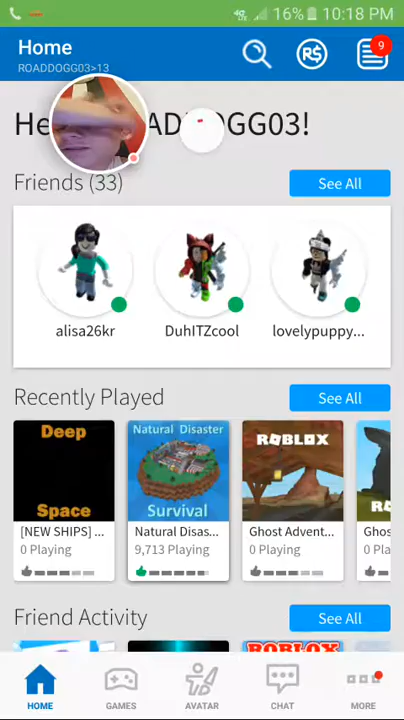 16% 10:18 PM
Home
ROADDOGG03>13
R$
9
He AD OGG03!
Friends (33)
See All
alisa26kr
DuhITZcool
lovelypuppy...
Recently Played
See All
Deep
Space
Natural Disaster
Survival
ROBLOX
[NEW SHIPS] ...
Natural Disas...
Ghost Advent...
Ghos
0 Playing
9,713 Playing
0 Playing
0 P
Friend Activity
See All
ROBLOX
HOME
GAMES
AVATAR
CHAT
MORE